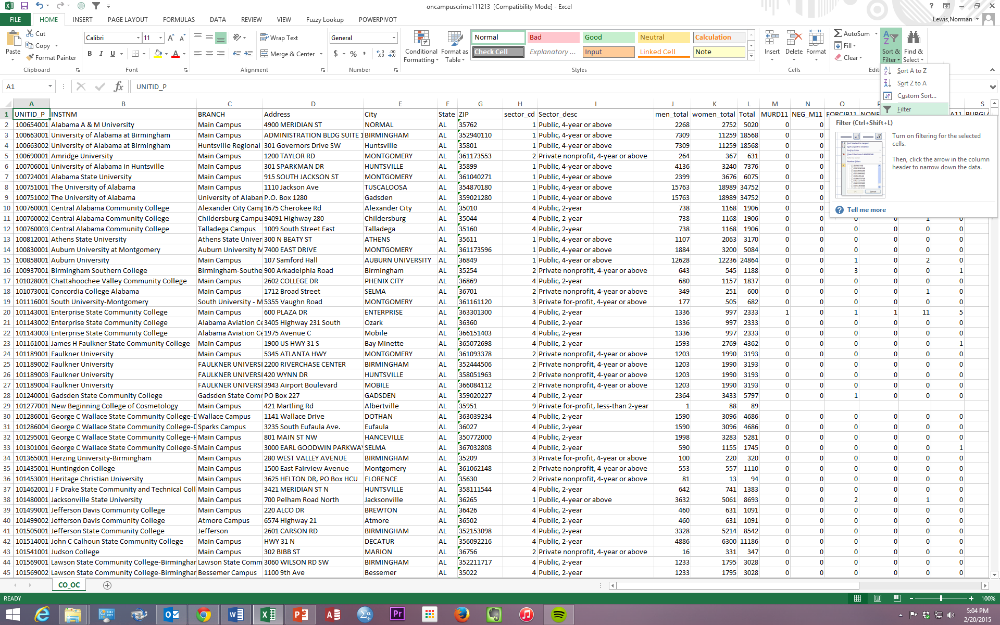 oncampuscrime111213 [Compatibility Mode] - Excel
FILE HOME INSERT PAGE LAYOUT FORMULAS DATA REVIEW VIEW Fuzzy Lookup POWERPIVOT Lewis,Norman
Cut Calibri 11 Wrap Text General Normal Bad Good Neutral Calculation AutoSum
Paste Copy Conditional Formatting Format as Table Insert Delete Format Fill Sort & Filter Find & Select
Format Painter B I U Merge & Center $ % Check Cell Explanatory ... Input Linked Cell Note Clear
Clipboard Font Alignment Number Styles Cells Editi
Sort A to Z
Sort Z to A
Custom Sort...
Filter
A1 fx UNITID_P
A B C D E F G H I J K L M N O P S
1 UNITID_P INSTNM BRANCH Address City State ZIP sector_cd Sector_desc men_total women_total Total MURD11 NEG_M11 FORCIB11 A11
Filter (Ctrl+Shift+L)
Turn on filtering for the selected
cells.
Then, click the arrow in the column
header to narrow down the data.
Tell me more
2 100654001 Alabama A & M University Main Campus 4900 MERIDIAN ST NORMAL AL 35762 1 Public, 4-year or above 2268 2752 5020 0 0
3 100663001 University of Alabama at Birmingham Main Campus ADMINISTRATION BLDG SUITE 1 BIRMINGHAM AL 352940110 1 Public, 4-year or above 7309 11259 18568 0 0
4 100663002 University of Alabama at Birmingham Huntsville Regional 301 Governors Drive SW Huntsville AL 35801 1 Public, 4-year or above 7309 11259 18568 0 0
5 100690001 Amridge University Main Campus 1200 TAYLOR RD MONTGOMERY AL 361173553 2 Private nonprofit, 4-year or above 264 367 631 0 0
6 100706001 University of Alabama in Huntsville Main Campus 301 SPARKMAN DR HUNTSVILLE AL 35899 1 Public, 4-year or above 4136 3240 7376 0 0
7 100724001 Alabama State University Main Campus 915 SOUTH JACKSON ST MONTGOMERY AL 361040271 1 Public, 4-year or above 2399 3676 6075 0 0
8 100751001 The University of Alabama Main Campus 1110 Jackson Ave TUSCALOOSA AL 354870180 1 Public, 4-year or above 15763 18989 34752 0 0
9 100751002 The University of Alabama University of Alaban P.O. Box 1280 Gadsden AL 359021280 1 Public, 4-year or above 15763 18989 34752 0 0
10 100760001 Central Alabama Community College Alexander City Camp 1675 Cherokee Rd Alexander City AL 35010 4 Public, 2-year 738 1168 1906 0 0
11 100760002 Central Alabama Community College Childersburg Campu 34091 Highway 280 Childersburg AL 35044 4 Public, 2-year 738 1168 1906 0 0 0 0 1 0
12 100760003 Central Alabama Community College Talladega Campus 1009 South Street East Talladega AL 35160 4 Public, 2-year 738 1168 1906 0 0 0 0 0 0
13 100812001 Athens State University Athens State Univer 300 N BEATY ST ATHENS AL 35611 1 Public, 4-year or above 1107 2063 3170 0 0 0 0 0 0
14 100830001 Auburn University at Montgomery Auburn University M 7400 EAST DRIVE MONTGOMERY AL 361173596 1 Public, 4-year or above 1884 3200 5084 0 0 0 0 0 0
15 100858001 Auburn University Main Campus 107 Samford Hall AUBURN UNIVERSITY AL 36849 1 Public, 4-year or above 12628 12236 24864 0 0 1 0 2 0
16 100937001 Birmingham Southern College Birmingham-Southe 900 Arkadelphia Road Birmingham AL 35254 2 Private nonprofit, 4-year or above 643 545 1188 0 0 3 0 0 1
17 101028001 Chattahoochee Valley Community College Main Campus 2602 COLLEGE DR PHENIX CITY AL 36869 4 Public, 2-year 680 1157 1837 0 0 0 0 0 0
18 101073001 Concordia College Alabama Main Campus 1712 Broad Street SELMA AL 36701 2 Private nonprofit, 4-year or above 349 251 600 0 0 0 0 1 0
19 101116001 South University-Montgomery South University - M 5355 Vaughn Road MONTGOMERY AL 361161120 3 Private for-profit, 4-year or above 177 505 682 0 0 0 0 0 0
20 101143001 Enterprise State Community College Main Campus 600 PLAZA DR ENTERPRISE AL 363301300 4 Public, 2-year 1336 997 2333 1 0 1 1 11 5
21 101143002 Enterprise State Community College Alabama Aviation Ce 3405 Highway 231 South Ozark AL 36360 4 Public, 2-year 1336 997 2333 0 0 0 0 0 0
22 101143003 Enterprise State Community College Alabama Aviation Ce 1975 Avenue C Mobile AL 366151403 4 Public, 2-year 1336 997 2333 0 0 0 0 0 0
23 101161001 James H Faulkner State Community College Main Campus 1900 US HWY 31 S Bay Minette AL 365072698 4 Public, 2-year 1593 2769 4362 0 0 0 0 0 1
24 101189001 Faulkner University Main Campus 5345 ATLANTA HWY MONTGOMERY AL 361093378 2 Private nonprofit, 4-year or above 1203 1990 3193 0 0 0 0 0 0
25 101189002 Faulkner University FAULKNER UNIVERSI 2200 RIVERCHASE CENTER BIRMINGHAM AL 352444506 2 Private nonprofit, 4-year or above 1203 1990 3193 0 0 0 0 0 0
26 101189003 Faulkner University FAULKNER UNIVERSI 420 WYNN DR HUNTSVILLE AL 358051963 2 Private nonprofit, 4-year or above 1203 1990 3193 0 0 0 0 0 0
27 101189004 Faulkner University FAULKNER UNIVERSI 3943 Airport Boulevard MOBILE AL 366084112 2 Private nonprofit, 4-year or above 1203 1990 3193 0 0 0 0 0 0
28 101240001 Gadsden State Community College Gadsden State Comr PO Box 227 GADSDEN AL 359020227 4 Public, 2-year 2364 3433 5797 0 0 1 0 0 0
29 101277001 New Beginning College of Cosmetology Main Campus 421 Martling Rd Albertville AL 35951 9 Private for-profit, less-than 2-year 1 88 89
30 101286001 George C Wallace State Community College-D Wallace Campus 1141 Wallace Drive DOTHAN AL 363039234 4 Public, 2-year 1590 3096 4686 0 0 0 0 0 0
31 101286004 George C Wallace State Community College-D Sparks Campus 3235 South Eufaula Ave. Eufaula AL 36027 4 Public, 2-year 1590 3096 4686 0 0 0 0 0 0
32 101295001 George C Wallace State Community College-H Main Campus 801 MAIN ST NW HANCEVILLE AL 350772000 4 Public, 2-year 1998 3283 5281 0 0 0 0 0 0
33 101301001 George C Wallace State Community College-S Main Campus 3000 EARL GOODWIN PARKWAY SELMA AL 367032808 4 Public, 2-year 590 1155 1745 0 0 0 0 0 1
34 101365001 Herzing University-Birmingham Main Campus 280 WEST VALLEY AVENUE BIRMINGHAM AL 35209 3 Private for-profit, 4-year or above 100 220 320 0 0 0 0 0 0
35 101435001 Huntingdon College Main Campus 1500 East Fairview Avenue Montgomery AL 361062148 2 Private nonprofit, 4-year or above 553 557 1110 0 0 0 0 0 0
36 101453001 Heritage Christian University Main Campus 3625 HELTON DR, PO Box HCU FLORENCE AL 35630 2 Private nonprofit, 4-year or above 81 13 94 0 0 0 0 0 0
37 101462001 J F Drake State Community and Technical Coll Main Campus 3421 MERIDIAN ST N HUNTSVILLE AL 358111544 4 Public, 2-year 642 741 1383 0 0 0 0 0 0
38 101480001 Jacksonville State University Main Campus 700 Pelham Road North Jacksonville AL 36265 1 Public, 4-year or above 3632 5061 8693 0 0 2 0 1 0
39 101499001 Jefferson Davis Community College Main Campus 220 ALCO DR BREWTON AL 36426 4 Public, 2-year 460 631 1091 0 0 0 0 0 0
40 101499002 Jefferson Davis Community College Atmore Campus 6574 Highway 21 Atmore AL 36502 4 Public, 2-year 460 631 1091 0 0 0 0 0 0
41 101505001 Jefferson State Community College Jefferson 2601 CARSON RD BIRMINGHAM AL 352153098 4 Public, 2-year 3328 5214 8542 0 0 0 0 0 0
42 101514001 John C Calhoun State Community College Main Campus HWY 31 N DECATUR AL 356092216 4 Public, 2-year 4886 6300 11186 0 0 0 0 0 0
43 101541001 Judson College Main Campus 302 BIBB ST MARION AL 36756 2 Private nonprofit, 4-year or above 16 331 347 0 0 0 0 0 0
44 101569001 Lawson State Community College-Birminghar Lawson State Comm 3060 WILSON RD SW BIRMINGHAM AL 352211717 4 Public, 2-year 1233 1795 3028 0 0 0 0 0 0
45 101569002 Lawson State Community College-Birminghar Bessemer Campus 1100 9th Ave Bessemer AL 35022 4 Public, 2-year 1233 1795 3028 0 0 0 0 0 0
CO_OC
READY 100%
5:04 PM
2/20/2015